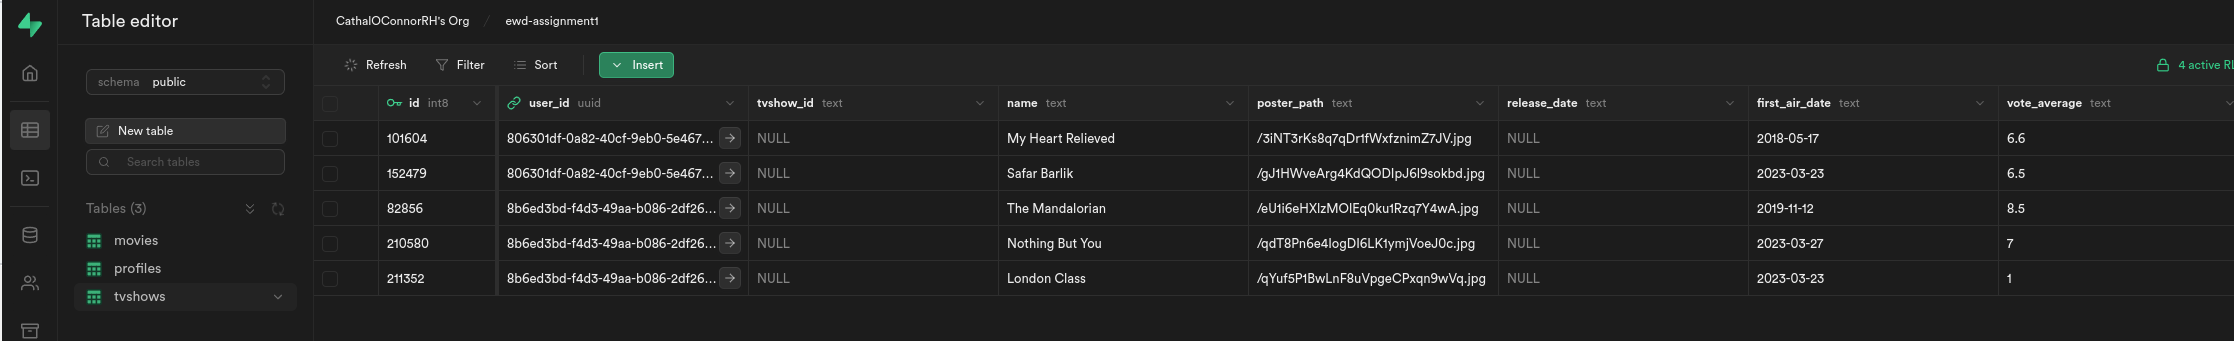 Table editor
CathalOConnorRH's Org / ewd-assignment1
schema public
Refresh Filter Sort Insert
4 active RL
New table
Search tables
Tables (3)
movies
profiles
tvshows
id int8 user_id uuid tvshow_id text name text poster_path text release_date text first_air_date text vote_average text
101604 806301df-0a82-40cf-9eb0-5e467... NULL My Heart Relieved /3iNT3rKs8q7qDr1fWxfznimZ7JV.jpg NULL 2018-05-17 6.6
152479 806301df-0a82-40cf-9eb0-5e467... NULL Safar Barlik /gJ1HWveArg4KdQODlpJ6l9sokbd.jpg NULL 2023-03-23 6.5
82856 8b6ed3bd-f4d3-49aa-b086-2df26... NULL The Mandalorian /eU1i6eHXlzMOlEq0ku1Rzq7Y4wA.jpg NULL 2019-11-12 8.5
210580 8b6ed3bd-f4d3-49aa-b086-2df26... NULL Nothing But You /qdT8Pn6e4logDI6LK1ymjVoeJ0c.jpg NULL 2023-03-27 7
211352 8b6ed3bd-f4d3-49aa-b086-2df26... NULL London Class /qYuf5P1BwLnF8uVpgeCPxqn9wVq.jpg NULL 2023-03-23 1